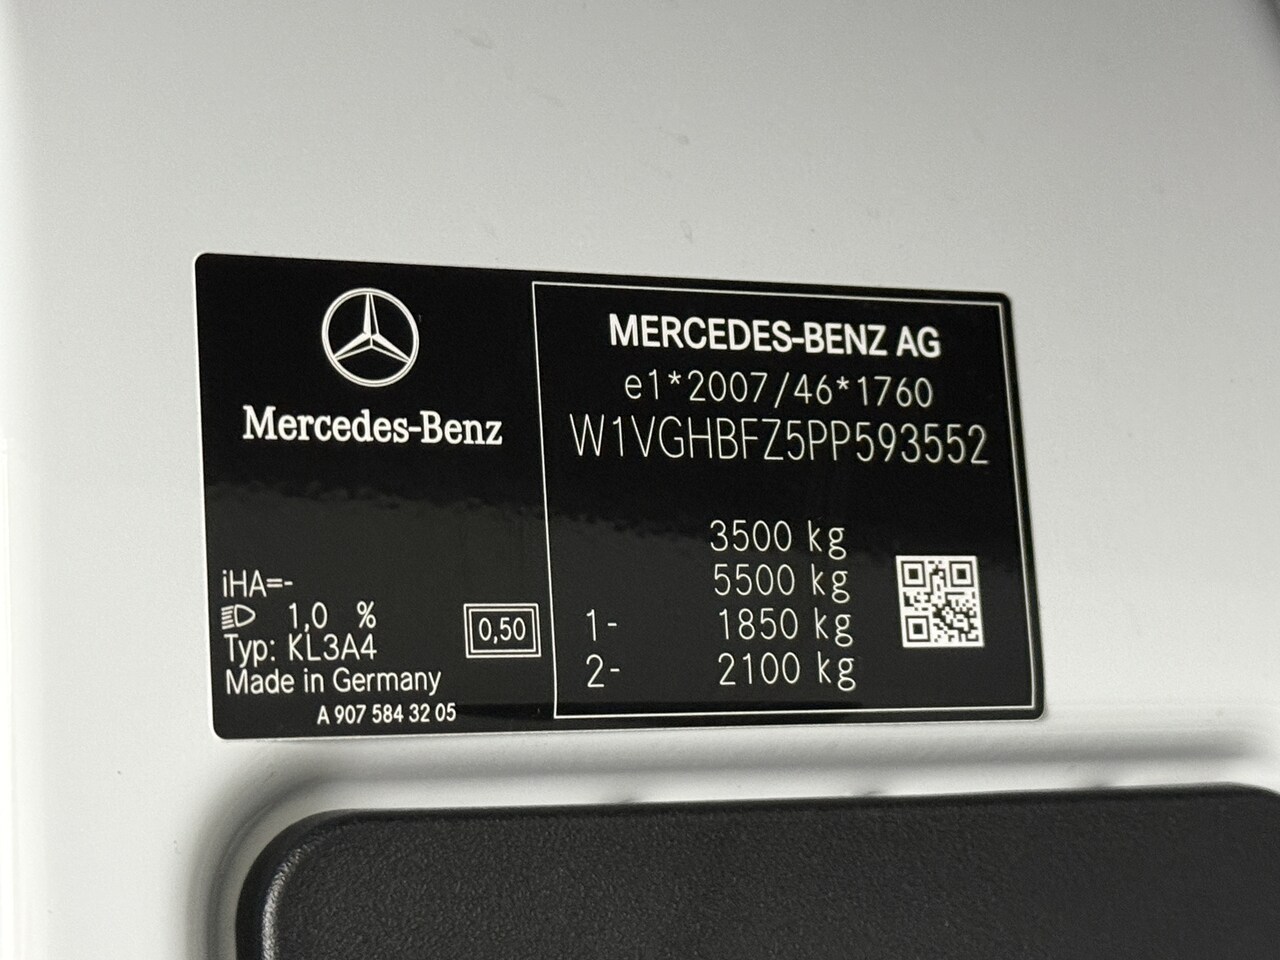 Mercedes-Benz
iHA=-
1,0 %
Typ: KL3A4
Made in Germany
A 907 584 32 05
0,50
MERCEDES-BENZ AG
e1*2007/46*1760
W1VGHBFZ5PP593552
3500 kg
5500 kg
1- 1850 kg
2- 2100 kg